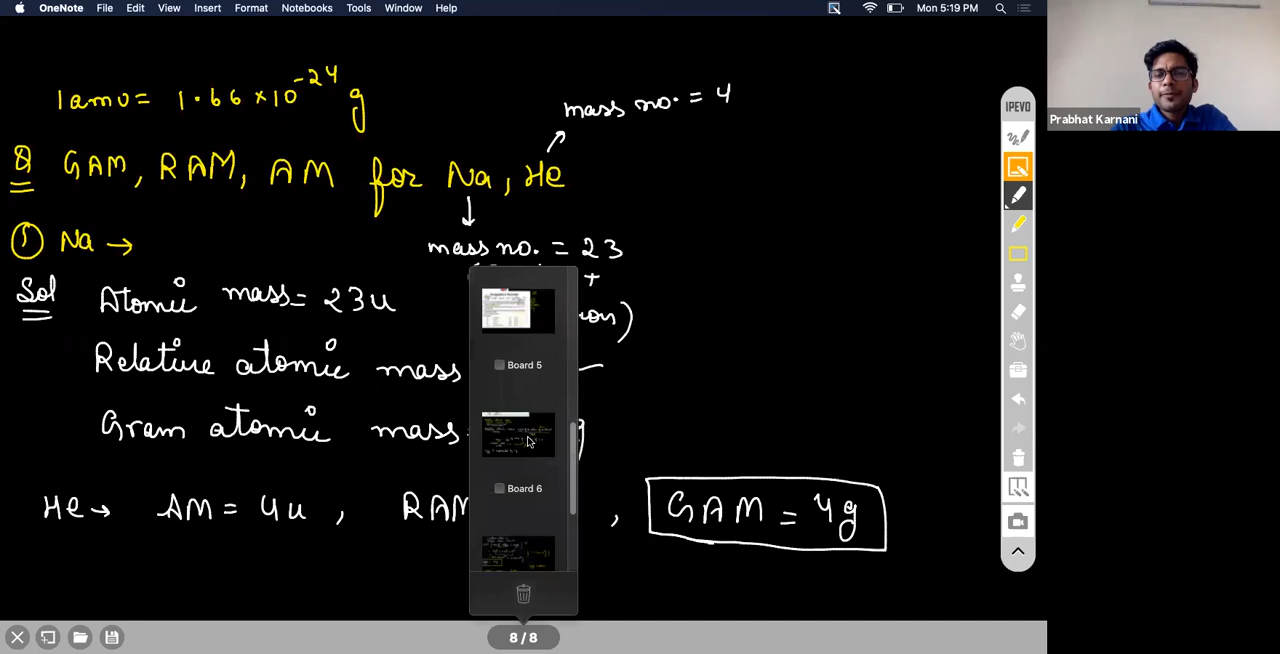 OneNote File Edit View Insert Format Notebooks Tools Window Help Mon 5:19 PM
1amu = 1.66 × 10⁻²⁴ g
mass no. = 4
Q GAM, RAM, AM for Na, He
① Na →
mass no. = 23
+
Sol Atomic mass = 23u
on)
Relative atomic mass
Gram atomic mass = g
He → AM = 4u , RAM , GAM = 4g
Board 5
Board 6
8 / 8
IPEVO
Prabhat Karnani